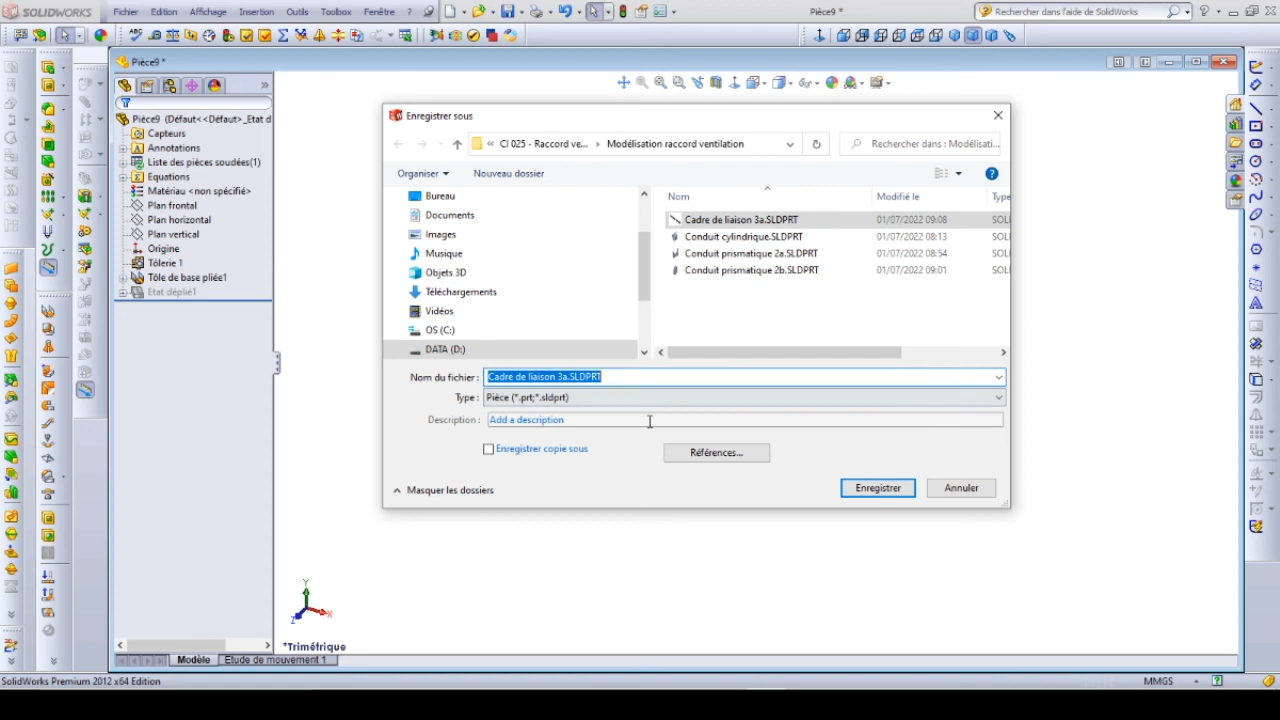 SOLIDWORKS Fichier Edition Affichage Insertion Outils Toolbox Fenêtre ? Pièce9 * Rechercher dans l'aide de SolidWorks
Pièce9 *
Pièce9 (Défaut<<Défaut>_Etat d
Capteurs
Annotations
Liste des pièces soudées(1)
Equations
Matériau <non spécifié>
Plan frontal
Plan horizontal
Plan vertical
Origine
Tôlerie 1
Tôle de base pliée1
Etat déplié1
Enregistrer sous
« CI 025 - Raccord ve... > Modélisation raccord ventilation
Rechercher dans : Modélisati...
Organiser Nouveau dossier
Bureau
Documents
Images
Musique
Objets 3D
Téléchargements
Vidéos
OS (C:)
DATA (D:)
Nom Modifié le Type
Cadre de liaison 3a.SLDPRT 01/07/2022 09:08 SOLI
Conduit cylindrique.SLDPRT 01/07/2022 08:13 SOLI
Conduit prismatique 2a.SLDPRT 01/07/2022 08:54 SOLI
Conduit prismatique 2b.SLDPRT 01/07/2022 09:01 SOLI
Nom du fichier : Cadre de liaison 3a.SLDPRT
Type : Pièce (*.prt;*.sldprt)
Description : Add a description
Enregistrer copie sous
Références...
Masquer les dossiers
Enregistrer Annuler
Y
X
Z
*Trimétrique
Modèle Etude de mouvement 1
SolidWorks Premium 2012 x64 Edition MMGS ?